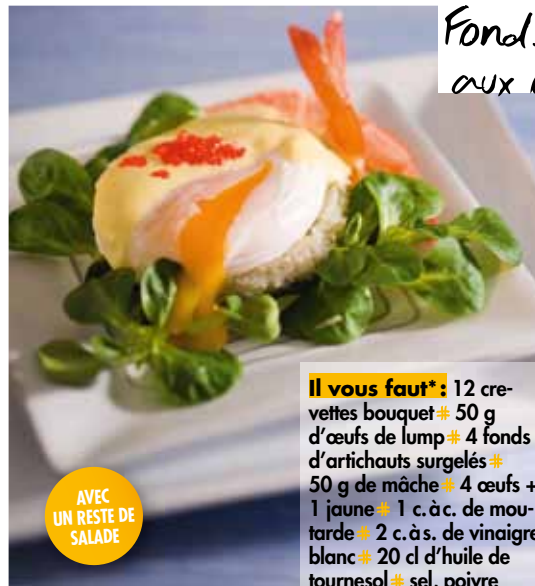 Fonds
aux
Il vous faut* : 12 cre-
vettes bouquet # 50 g
d'œufs de lump # 4 fonds
d'artichauts surgelés #
50 g de mâche # 4 œufs +
1 jaune # 1 c. à c. de mou-
tarde # 2 c. à s. de vinaigre
blanc # 20 cl d'huile de
tournesol # sel, poivre
AVEC
UN RESTE DE
SALADE